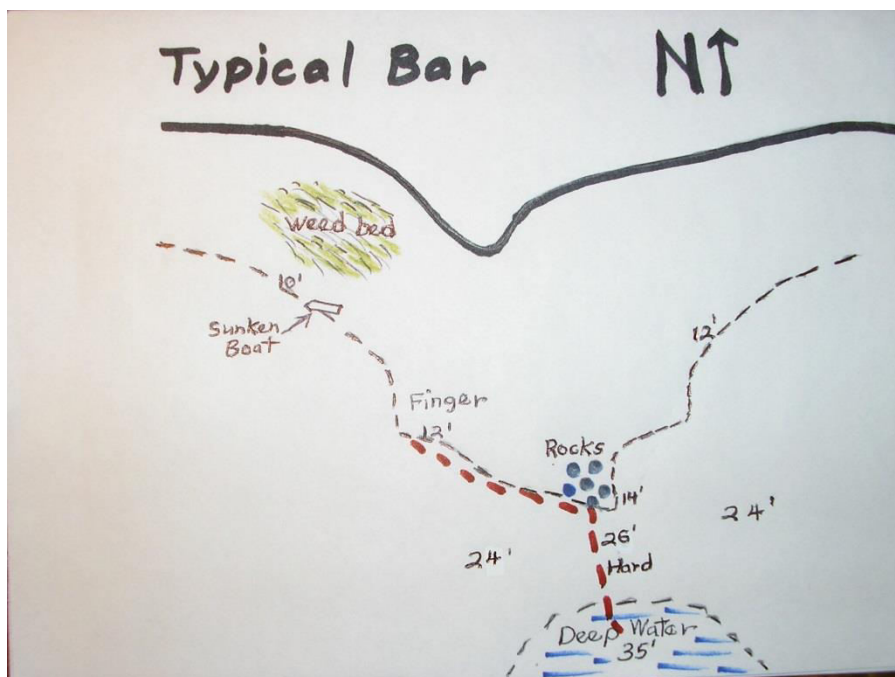 Typical Bar
N↑
Weed bed
10'
Sunken
Boat
12'
Finger
12'
Rocks
14'
24'
26'
24'
Hard
Deep Water
35'